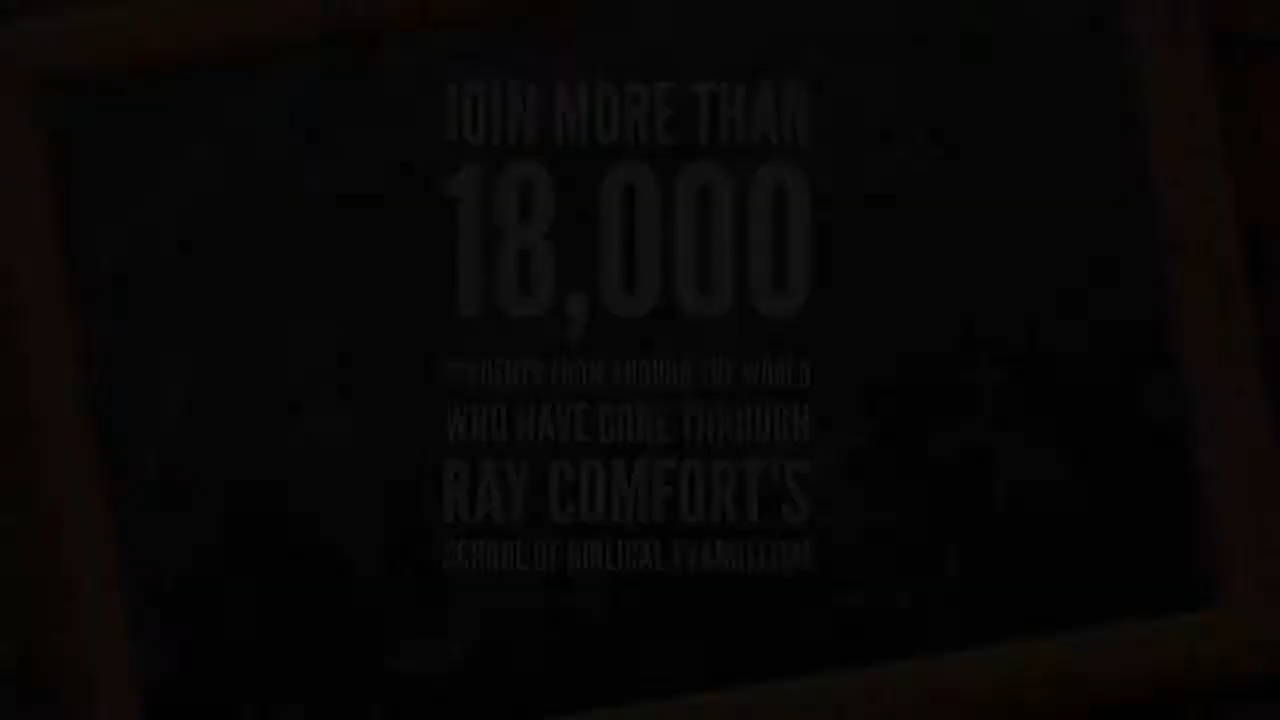 JOIN MORE THAN
18,000
STUDENTS FROM AROUND THE WORLD
WHO HAVE GONE THROUGH
RAY COMFORT'S
SCHOOL OF BIBLICAL EVANGELISM